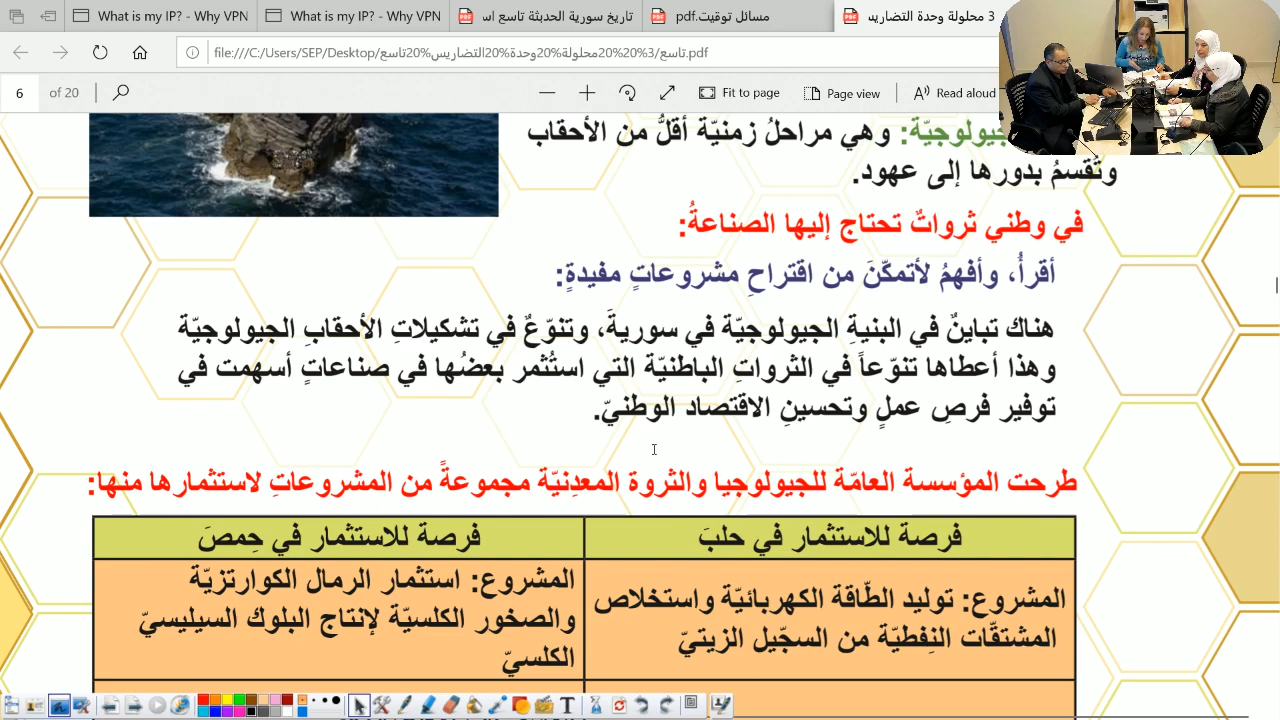 What is my IP? - Why VPN
What is my IP? - Why VPN
تاريخ سورية الحديثة تاسع اس
مسائل توقيت.pdf
3 محلولة وحدة التضاريس
file:///C:/Users/SEP/Desktop/تاسع/3%20%20محلولة%20وحدة%20التضاريس%20تاسع.pdf
6 of 20
Fit to page
Page view
Read aloud
جيولوجيّة: وهي مراحلُ زمنيّة أقلُّ من الأحقاب
وتُقسمُ بدورها إلى عهود.
في وطني ثرواتٌ تحتاج إليها الصناعةُ:
أقرأُ، وأفهمُ لأتمكّنَ من اقتراحِ مشروعاتٍ مفيدةٍ:
هناك تباينٌ في البنيةِ الجيولوجيّة في سوريةَ، وتنوّعٌ في تشكيلاتِ الأحقابِ الجيولوجيّة
وهذا أعطاها تنوّعاً في الثرواتِ الباطنيّة التي استُثمر بعضُها في صناعاتٍ أسهمت في
توفير فرصِ عملٍ وتحسينِ الاقتصاد الوطنيّ.
طرحت المؤسسة العامّة للجيولوجيا والثروة المعدنيّة مجموعةً من المشروعاتِ لاستثمارها منها:
فرصة للاستثمار في حلبَ
فرصة للاستثمار في حِمصَ
المشروع: توليد الطّاقة الكهربائيّة واستخلاص
المشتقّات النِفطيّة من السجّيل الزيتيّ
المشروع: استثمار الرمال الكوارتزيّة
والصخور الكلسيّة لإنتاج البلوك السيليسيّ
الكلسيّ